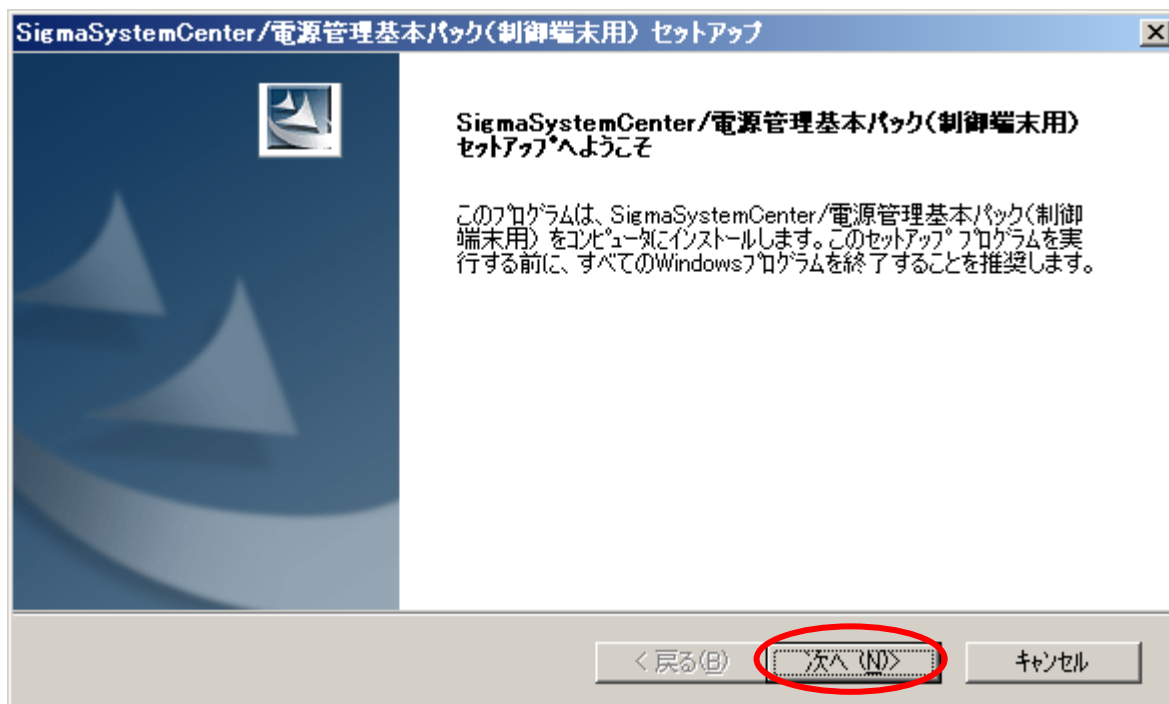 SigmaSystemCenter/電源管理基本パック(制御端末用) セットアップ
SigmaSystemCenter/電源管理基本パック(制御端末用)
セットアップへようこそ
このプログラムは、SigmaSystemCenter/電源管理基本パック(制御
端末用) をコンピュータにインストールします。このセットアップ プログラムを実
行する前に、すべてのWindowsプログラムを終了することを推奨します。
< 戻る(B)
次へ (N)>
キャンセル